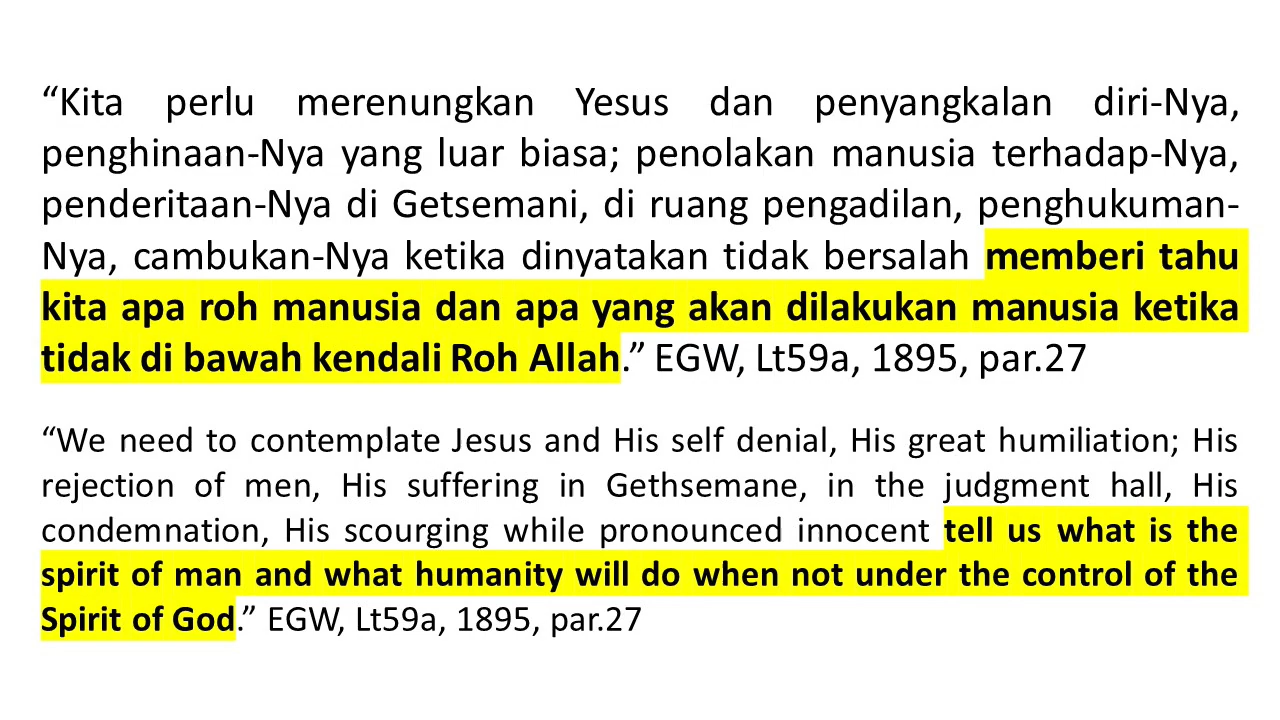 “Kita perlu merenungkan Yesus dan penyangkalan diri-Nya,
penghinaan-Nya yang luar biasa; penolakan manusia terhadap-Nya,
penderitaan-Nya di Getsemani, di ruang pengadilan, penghukuman-
Nya, cambukan-Nya ketika dinyatakan tidak bersalah memberi tahu
kita apa roh manusia dan apa yang akan dilakukan manusia ketika
tidak di bawah kendali Roh Allah.” EGW, Lt59a, 1895, par.27
“We need to contemplate Jesus and His self denial, His great humiliation; His
rejection of men, His suffering in Gethsemane, in the judgment hall, His
condemnation, His scourging while pronounced innocent tell us what is the
spirit of man and what humanity will do when not under the control of the
Spirit of God.” EGW, Lt59a, 1895, par.27